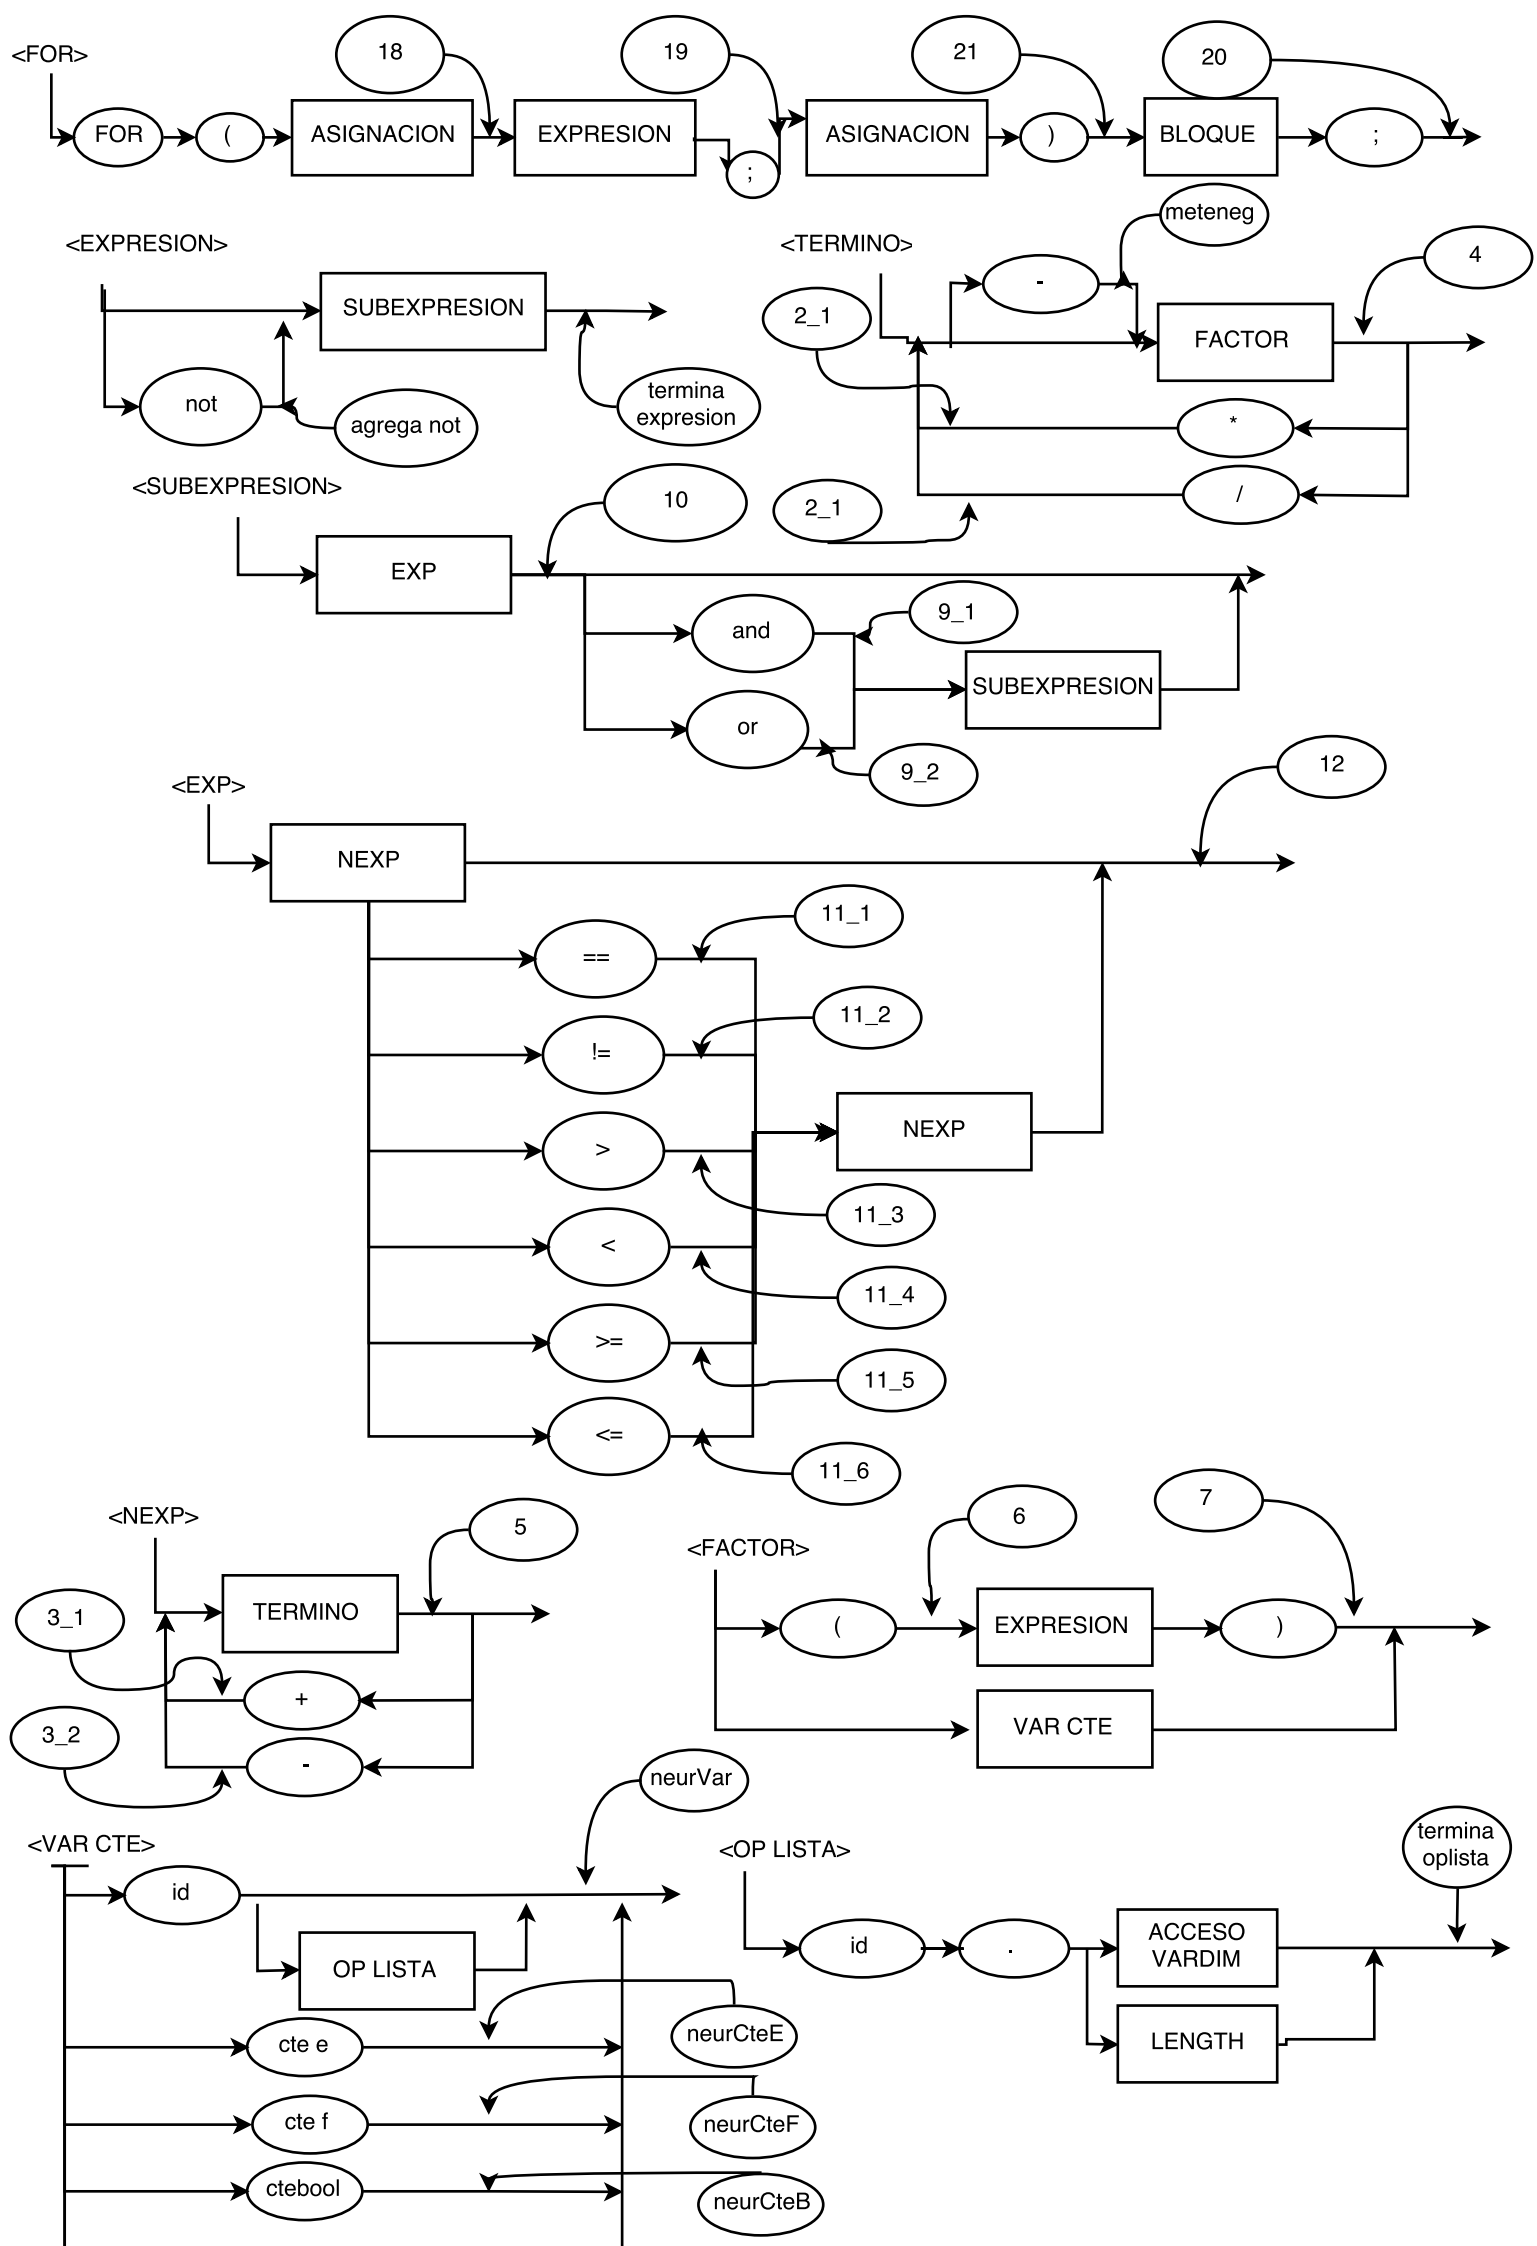 <FOR>
18
19
21
20
FOR
(
ASIGNACION
EXPRESION
;
ASIGNACION
)
BLOQUE
;
<EXPRESION>
SUBEXPRESION
not
agrega not
termina
expresion
<TERMINO>
meteneg
4
-
2_1
FACTOR
*
/
2_1
<SUBEXPRESION>
10
EXP
and
9_1
SUBEXPRESION
or
9_2
<EXP>
12
NEXP
11_1
==
11_2
!=
NEXP
>
11_3
<
11_4
>=
11_5
<=
11_6
<NEXP>
5
3_1
TERMINO
+
3_2
-
<FACTOR>
6
7
(
EXPRESION
)
VAR CTE
<VAR CTE>
neurVar
id
OP LISTA
cte e
neurCteE
cte f
neurCteF
ctebool
neurCteB
<OP LISTA>
termina
oplista
id
.
ACCESO
VARDIM
LENGTH